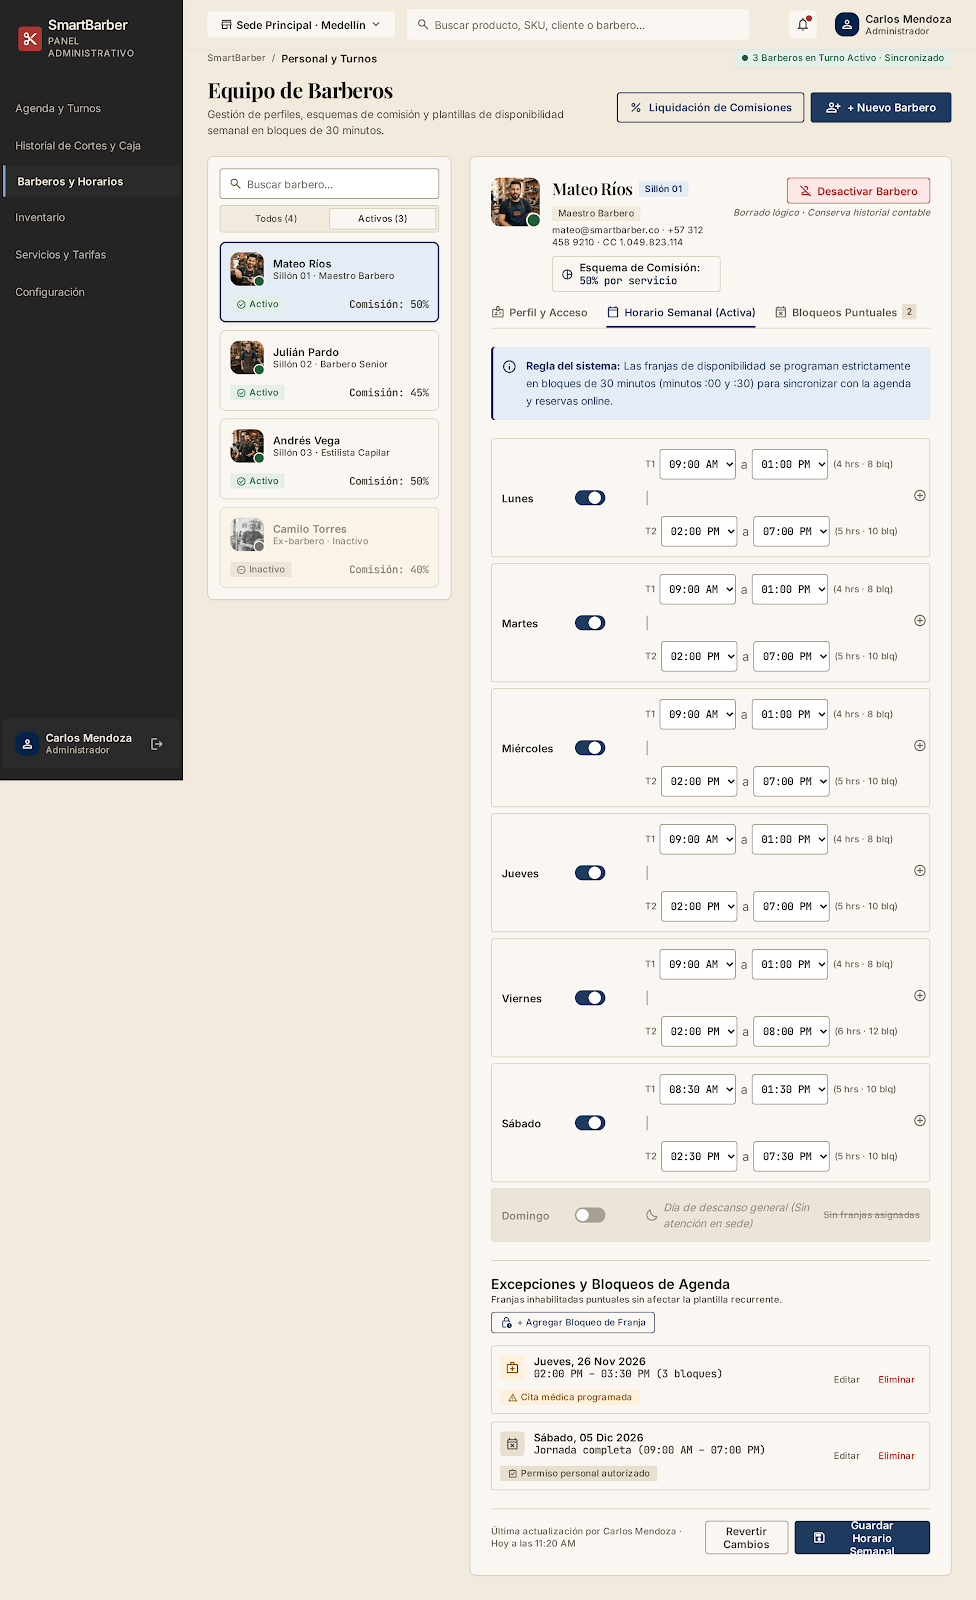 SmartBarber
PANEL
ADMINISTRATIVO
Agenda y Turnos
Historial de Cortes y Caja
Barberos y Horarios
Inventario
Servicios y Tarifas
Configuración
Carlos Mendoza
Administrador
Sede Principal · Medellín
Buscar producto, SKU, cliente o barbero...
Carlos Mendoza
Administrador
SmartBarber / Personal y Turnos
3 Barberos en Turno Activo · Sincronizado
Equipo de Barberos
Gestión de perfiles, esquemas de comisión y plantillas de disponibilidad
semanal en bloques de 30 minutos.
Liquidación de Comisiones
+ Nuevo Barbero
Buscar barbero...
Todos (4)
Activos (3)
Mateo Ríos
Sillón 01 · Maestro Barbero
Activo
Comisión: 50%
Julián Pardo
Sillón 02 · Barbero Senior
Activo
Comisión: 45%
Andrés Vega
Sillón 03 · Estilista Capilar
Activo
Comisión: 50%
Camilo Torres
Ex-barbero · Inactivo
Inactivo
Comisión: 40%
Mateo Ríos
Sillón 01
Maestro Barbero
mateo@smartbarber.co · +57 312
458 9210 · CC 1.049.823.114
Desactivar Barbero
Borrado lógico · Conserva historial contable
Esquema de Comisión:
50% por servicio
Perfil y Acceso
Horario Semanal (Activa)
Bloqueos Puntuales 2
Regla del sistema: Las franjas de disponibilidad se programan estrictamente
en bloques de 30 minutos (minutos :00 y :30) para sincronizar con la agenda
y reservas online.
Lunes
T1 09:00 AM a 01:00 PM (4 hrs · 8 blq)
|
T2 02:00 PM a 07:00 PM (5 hrs · 10 blq)
Martes
T1 09:00 AM a 01:00 PM (4 hrs · 8 blq)
|
T2 02:00 PM a 07:00 PM (5 hrs · 10 blq)
Miércoles
T1 09:00 AM a 01:00 PM (4 hrs · 8 blq)
|
T2 02:00 PM a 07:00 PM (5 hrs · 10 blq)
Jueves
T1 09:00 AM a 01:00 PM (4 hrs · 8 blq)
|
T2 02:00 PM a 07:00 PM (5 hrs · 10 blq)
Viernes
T1 09:00 AM a 01:00 PM (4 hrs · 8 blq)
|
T2 02:00 PM a 08:00 PM (6 hrs · 12 blq)
Sábado
T1 08:30 AM a 01:30 PM (5 hrs · 10 blq)
|
T2 02:30 PM a 07:30 PM (5 hrs · 10 blq)
Domingo
Día de descanso general (Sin
atención en sede)
Sin franjas asignadas
Excepciones y Bloqueos de Agenda
Franjas inhabilitadas puntuales sin afectar la plantilla recurrente.
+ Agregar Bloqueo de Franja
Jueves, 26 Nov 2026
02:00 PM – 03:30 PM (3 bloques)
Cita médica programada
Editar
Eliminar
Sábado, 05 Dic 2026
Jornada completa (09:00 AM – 07:00 PM)
Permiso personal autorizado
Editar
Eliminar
Última actualización por Carlos Mendoza ·
Hoy a las 11:20 AM
Revertir
Cambios
Guardar
Horario
Semanal